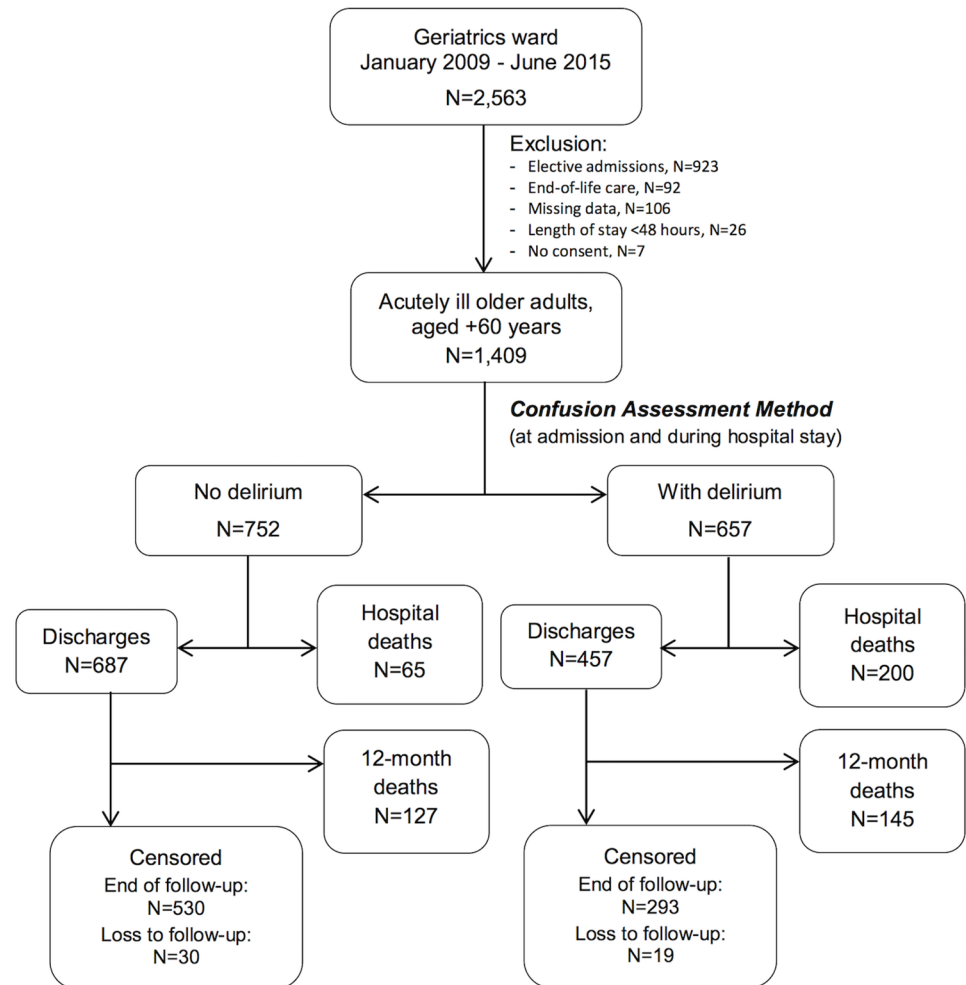 Geriatrics ward
January 2009 - June 2015
N=2,563
Exclusion:
- Elective admissions, N=923
- End-of-life care, N=92
- Missing data, N=106
- Length of stay <48 hours, N=26
- No consent, N=7
Acutely ill older adults,
aged +60 years
N=1,409
Confusion Assessment Method
(at admission and during hospital stay)
No delirium
N=752
With delirium
N=657
Discharges
N=687
Hospital
deaths
N=65
Discharges
N=457
Hospital
deaths
N=200
12-month
deaths
N=127
12-month
deaths
N=145
Censored
End of follow-up:
N=530
Loss to follow-up:
N=30
Censored
End of follow-up:
N=293
Loss to follow-up:
N=19